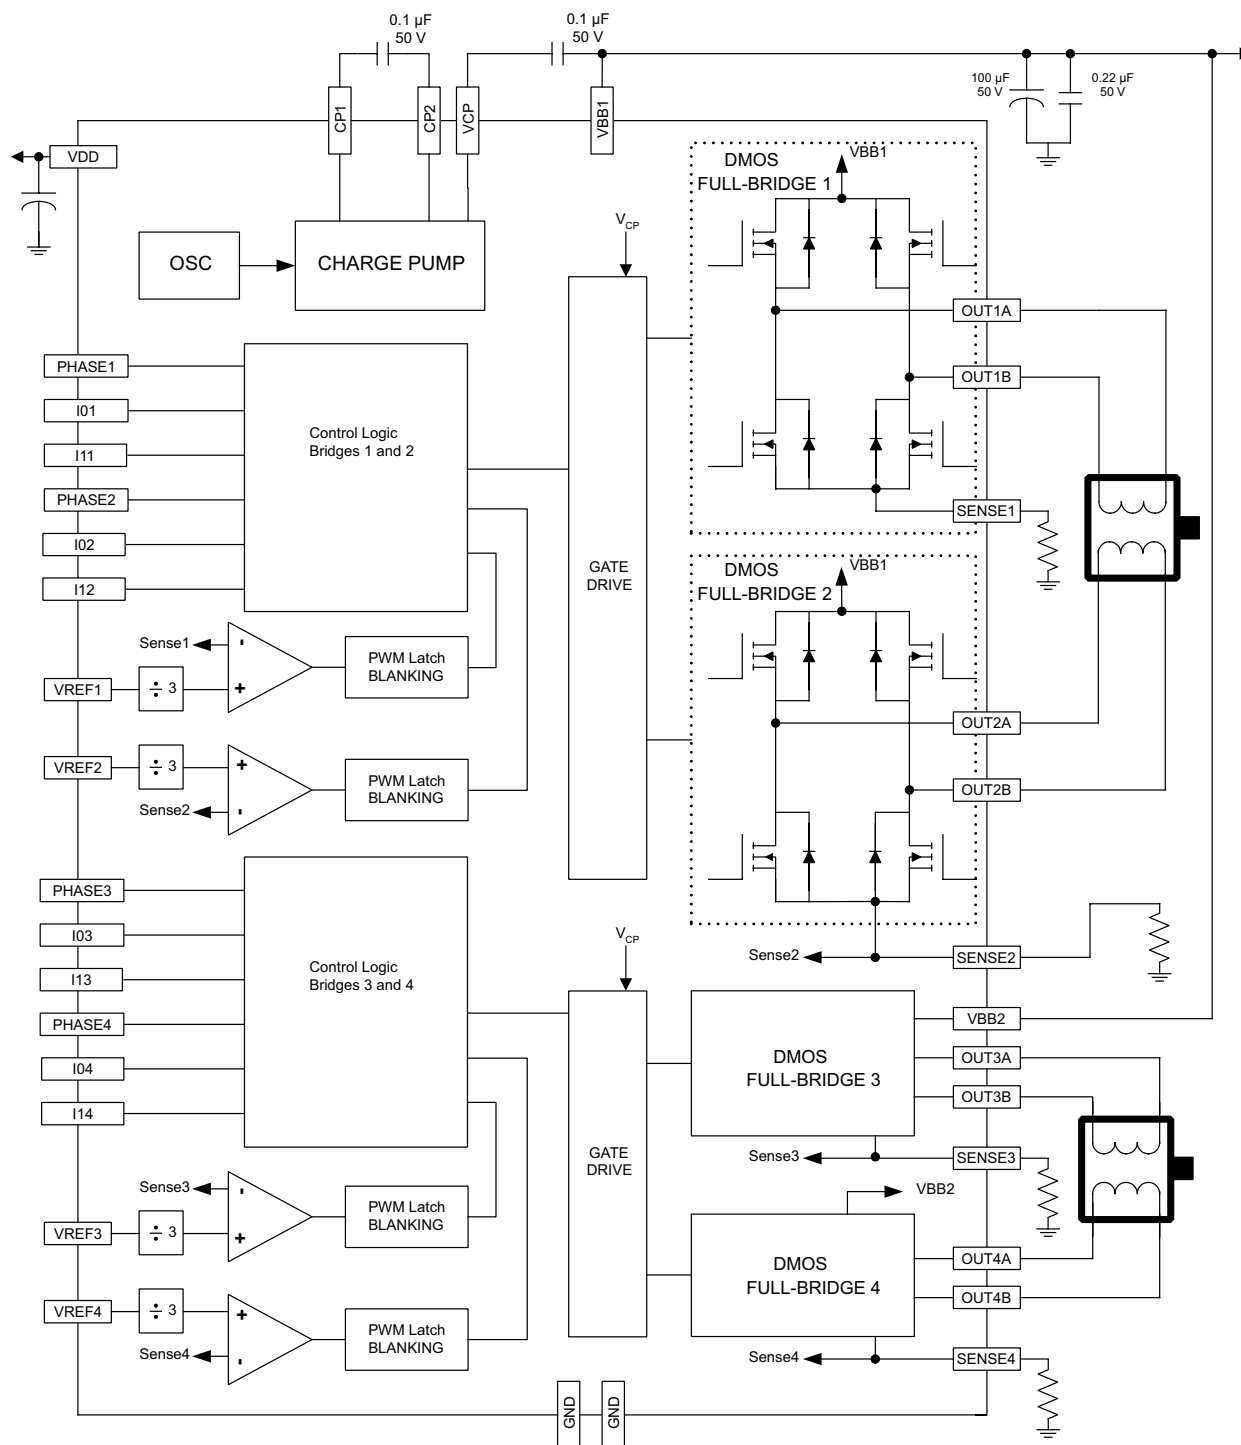 0.1 µF
50 V
0.1 µF
50 V
100 µF
50 V
0.22 µF
50 V
CP1
CP2
VCP
VBB1
VDD
DMOS
FULL-BRIDGE 1
VBB1
OSC
CHARGE PUMP
VCP
OUT1A
OUT1B
PHASE1
I01
I11
PHASE2
I02
I12
Control Logic
Bridges 1 and 2
SENSE1
GATE
DRIVE
DMOS
FULL-BRIDGE 2
VBB1
Sense1
-
+
VREF1
÷ 3
PWM Latch
BLANKING
OUT2A
VREF2
÷ 3
+
-
Sense2
PWM Latch
BLANKING
OUT2B
PHASE3
I03
I13
PHASE4
I04
I14
Control Logic
Bridges 3 and 4
VCP
Sense2
SENSE2
VBB2
DMOS
FULL-BRIDGE 3
OUT3A
OUT3B
GATE
DRIVE
Sense3
SENSE3
Sense3
-
+
VREF3
÷ 3
PWM Latch
BLANKING
VBB2
DMOS
FULL-BRIDGE 4
OUT4A
OUT4B
VREF4
÷ 3
+
-
Sense4
PWM Latch
BLANKING
Sense4
SENSE4
GND
GND